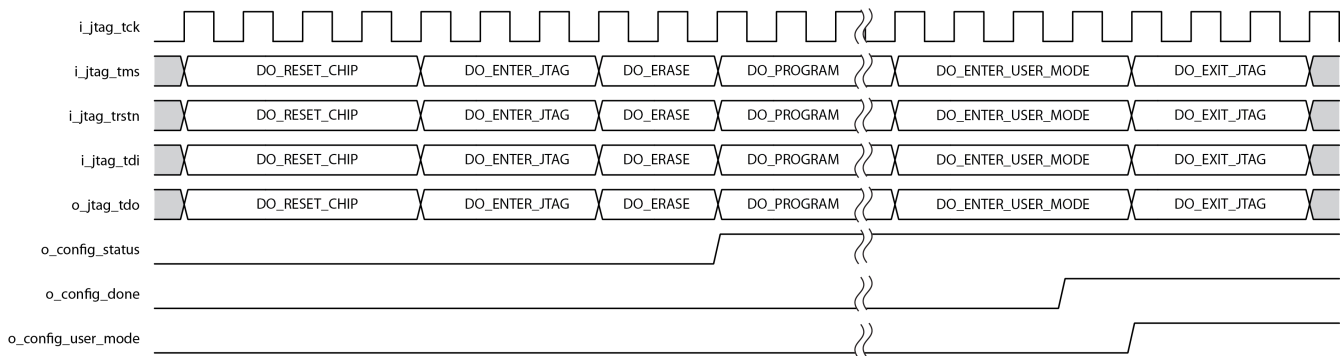 i_jtag_tck
i_jtag_tms DO_RESET_CHIP DO_ENTER_JTAG DO_ERASE DO_PROGRAM DO_ENTER_USER_MODE DO_EXIT_JTAG
i_jtag_trstn DO_RESET_CHIP DO_ENTER_JTAG DO_ERASE DO_PROGRAM DO_ENTER_USER_MODE DO_EXIT_JTAG
i_jtag_tdi DO_RESET_CHIP DO_ENTER_JTAG DO_ERASE DO_PROGRAM DO_ENTER_USER_MODE DO_EXIT_JTAG
o_jtag_tdo DO_RESET_CHIP DO_ENTER_JTAG DO_ERASE DO_PROGRAM DO_ENTER_USER_MODE DO_EXIT_JTAG
o_config_status
o_config_done
o_config_user_mode